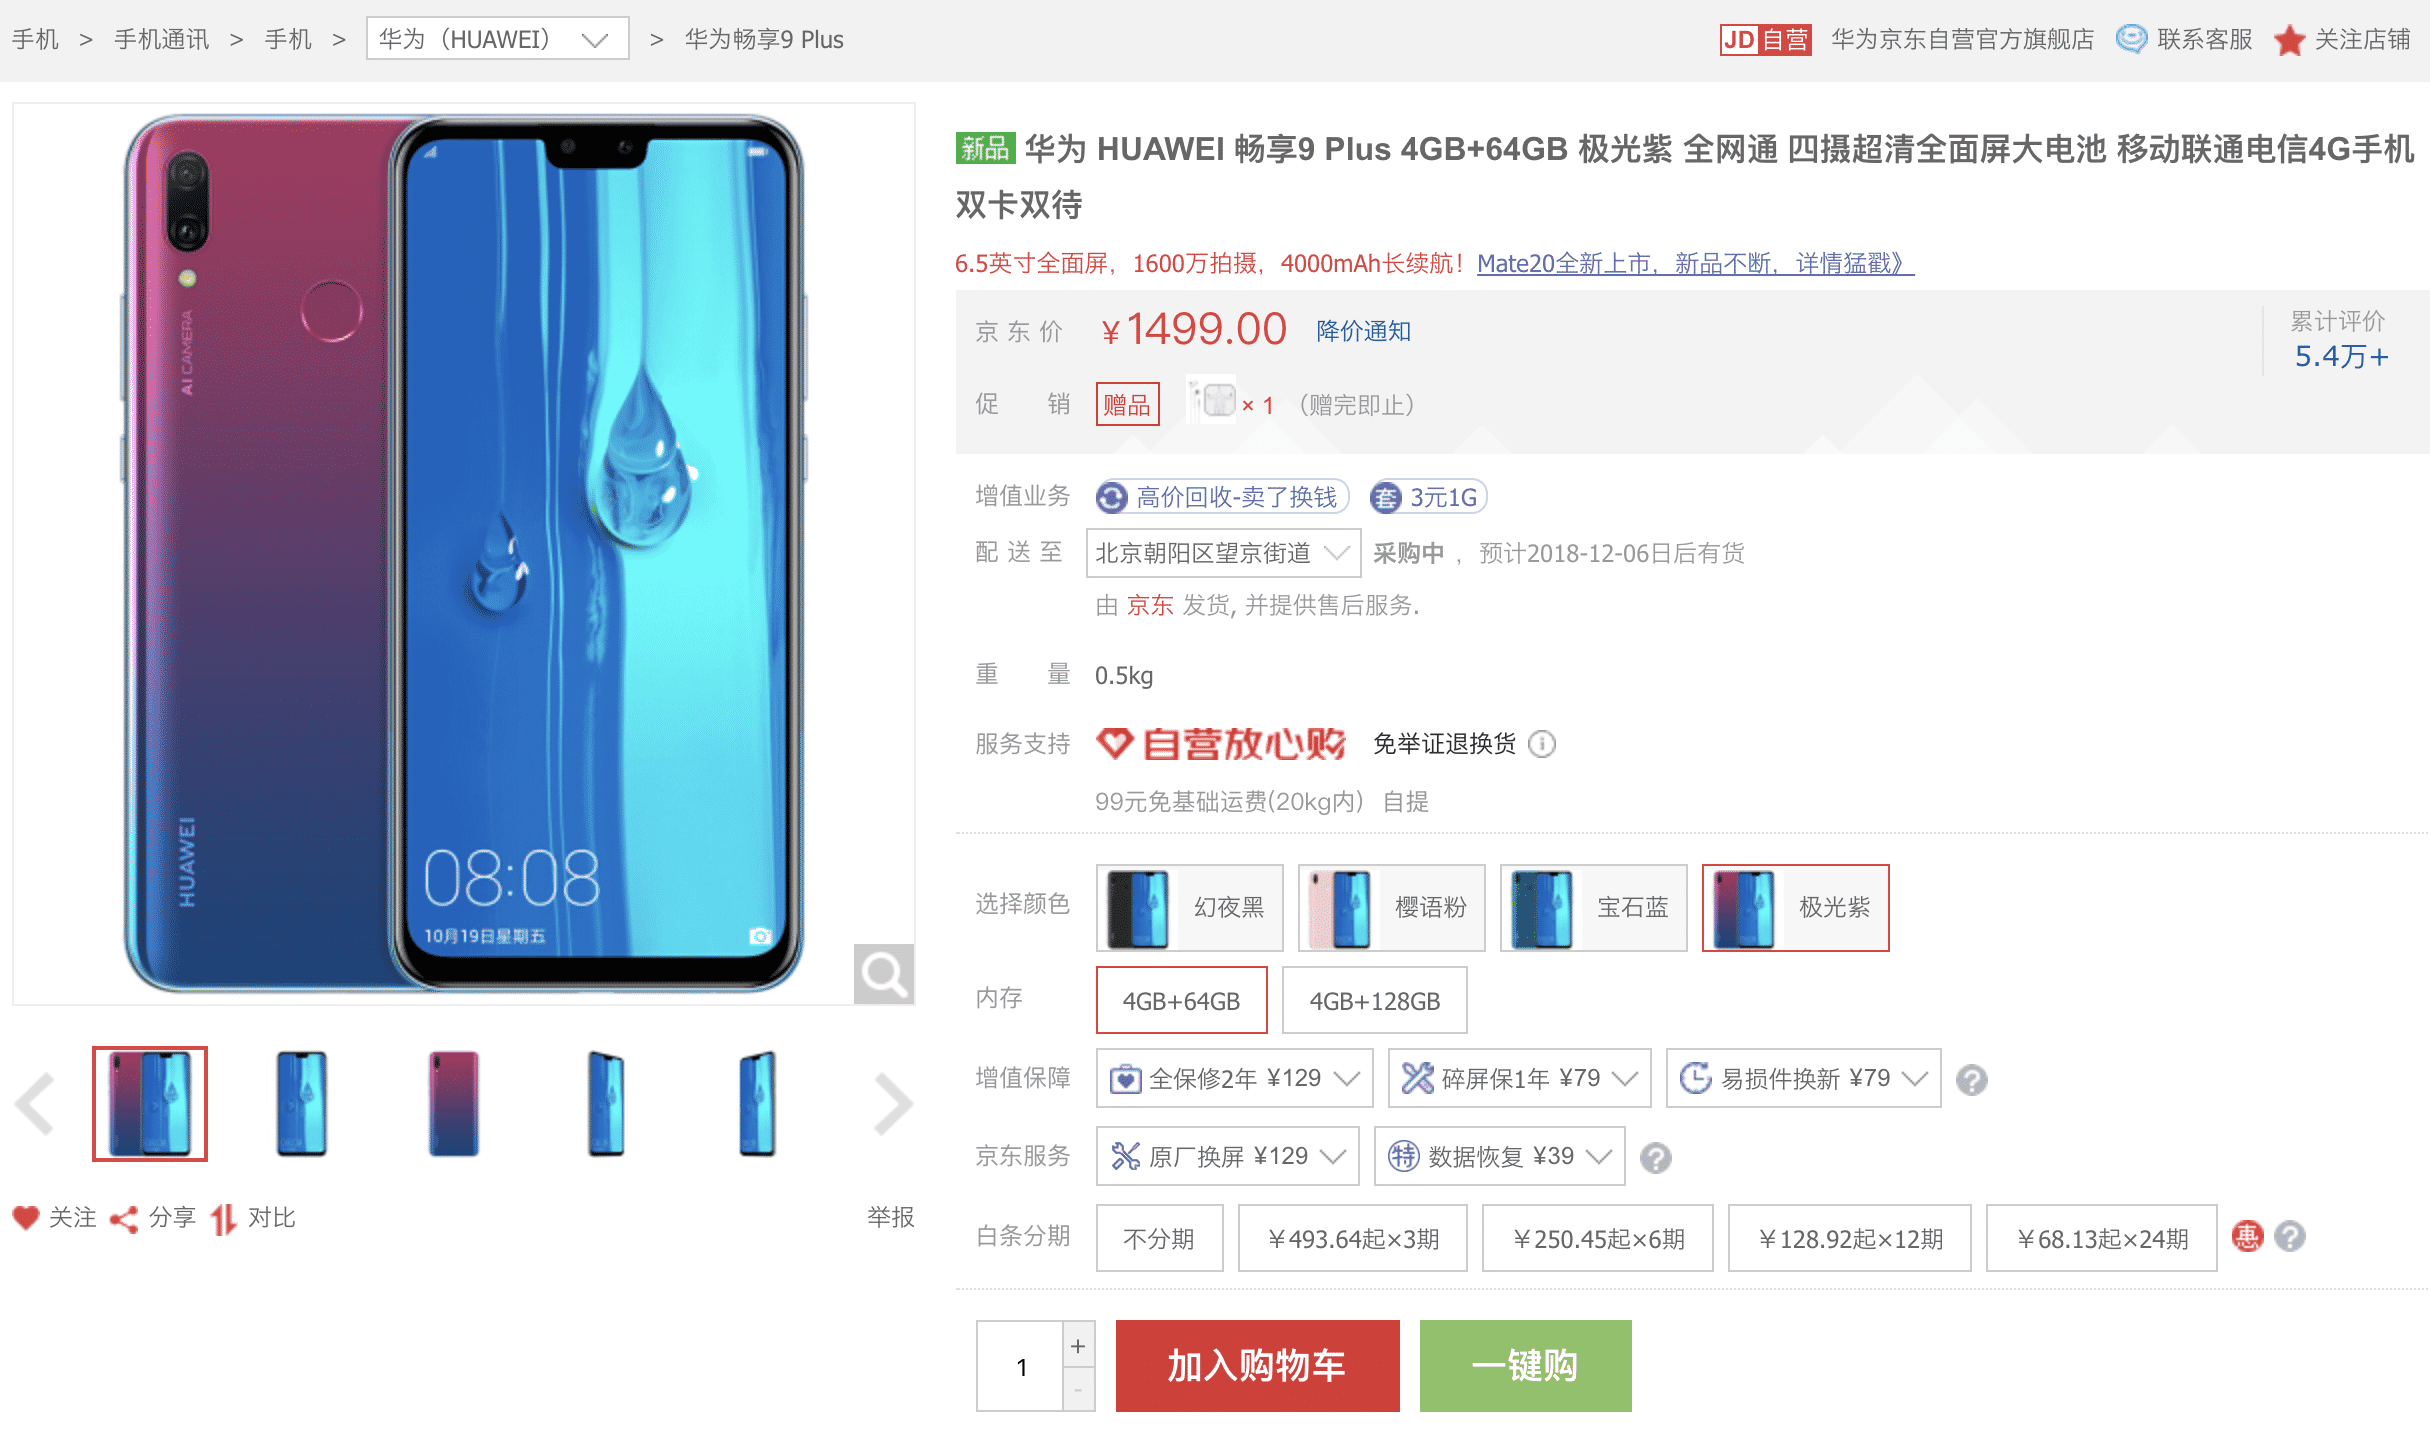 手机 > 手机通讯 > 手机 > 华为（HUAWEI） > 华为畅享9 Plus
JD 自营 华为京东自营官方旗舰店 联系客服 关注店铺
AI CAMERA
HUAWEI
08:08
10月19日星期五
关注 分享 对比 举报
新品 华为 HUAWEI 畅享9 Plus 4GB+64GB 极光紫 全网通 四摄超清全面屏大电池 移动联通电信4G手机
双卡双待
6.5英寸全面屏，1600万拍摄，4000mAh长续航！Mate20全新上市，新品不断，详情猛戳》
京东价 ￥1499.00 降价通知
累计评价
5.4万+
促销 赠品 × 1 （赠完即止）
增值业务 高价回收-卖了换钱 套 3元1G
配送至 北京朝阳区望京街道 采购中 ，预计2018-12-06日后有货
由 京东 发货, 并提供售后服务.
重量 0.5kg
服务支持 自营放心购 免举证退换货
99元免基础运费(20kg内) 自提
选择颜色 幻夜黑 樱语粉 宝石蓝 极光紫
内存 4GB+64GB 4GB+128GB
增值保障 全保修2年 ¥129 碎屏保1年 ¥79 易损件换新 ¥79 ?
京东服务 原厂换屏 ¥129 特 数据恢复 ¥39 ?
白条分期 不分期 ￥493.64起×3期 ￥250.45起×6期 ￥128.92起×12期 ￥68.13起×24期 惠 ?
1 + - 加入购物车 一键购